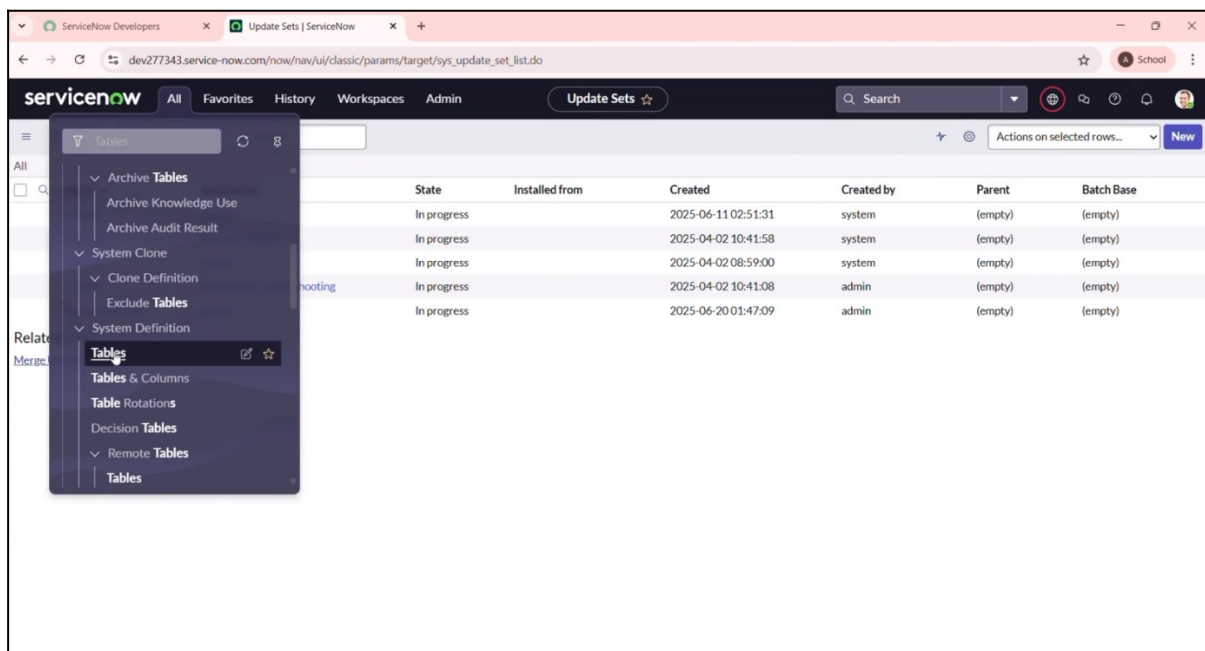 ServiceNow Developers
Update Sets | ServiceNow
dev277343.service-now.com/now/nav/ui/classic/params/target/sys_update_set_list.do
A School
servicenow All Favorites History Workspaces Admin Update Sets Search
Tables
Actions on selected rows... New
All
Archive Tables
Archive Knowledge Use
Archive Audit Result
System Clone
Clone Definition
Exclude Tables
System Definition
Tables
Tables & Columns
Table Rotations
Decision Tables
Remote Tables
Tables
State Installed from Created Created by Parent Batch Base
In progress 2025-06-11 02:51:31 system (empty) (empty)
In progress 2025-04-02 10:41:58 system (empty) (empty)
In progress 2025-04-02 08:59:00 system (empty) (empty)
hooting In progress 2025-04-02 10:41:08 admin (empty) (empty)
In progress 2025-06-20 01:47:09 admin (empty) (empty)
Relate
Merge